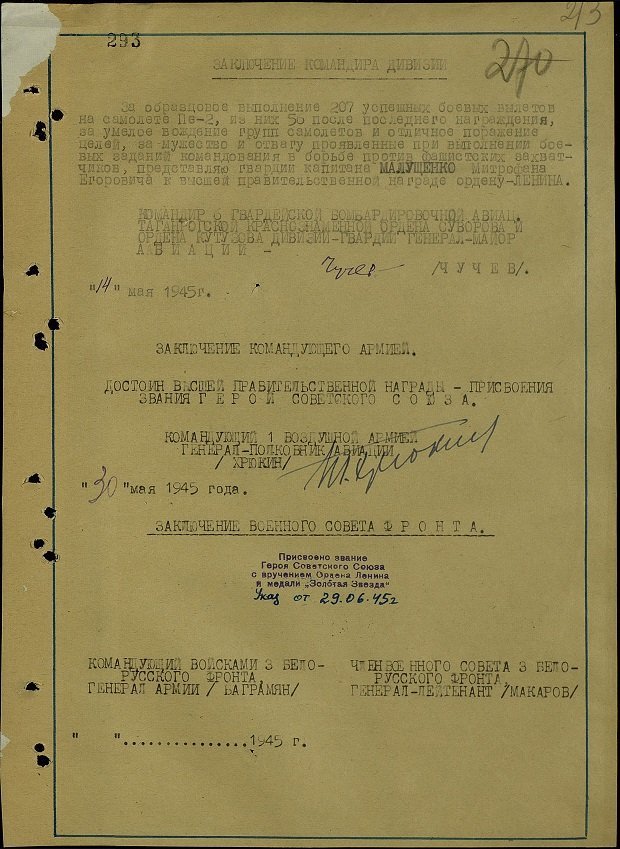 293
213
270
ЗАКЛЮЧЕНИЕ КОМАНДИРА ДИВИЗИИ
За образцовое выполнение 207 успешных боевых вылетов
на самолете Пе-2, из них 56 после последнего награждения,
за умелое вождение групп самолетов и отличное поражение
целей, за мужество и отвагу проявленные при выполнении бое-
вых заданий командования в борьбе против фашистских захват-
чиков, представляю гвардии капитана МАЛУЩЕНКО Митрофана
Егоровича к высшей правительственной награде ордену-ЛЕНИНА.
КОМАНДИР 6 ГВАРДЕЙСКОЙ БОМБАРДИРОВОЧНОЙ АВИАЦ.
ТАГАНРОГСКОЙ КРАСНОЗНАМЕННОЙ ОРДЕНА СУВОРОВА И
ОРДЕНА КУТУЗОВА ДИВИЗИИ-ГВАРДИИ ГЕНЕРАЛ-МАЙОР
АВИАЦИИ -
Чучев /ЧУЧЕВ/.
"14" мая 1945г.
ЗАКЛЮЧЕНИЕ КОМАНДУЮЩЕГО АРМИЕЙ.
ДОСТОИН ВЫСШЕЙ ПРАВИТЕЛЬСТВЕННОЙ НАГРАДЫ - ПРИСВОЕНИЯ
ЗВАНИЯ Г Е Р О Й СОВЕТСКОГО С О Ю З А.
КОМАНДУЮЩИЙ 1 ВОЗДУШНОЙ АРМИЕЙ
ГЕНЕРАЛ-ПОЛКОВНИК АВИАЦИИ
/ХРЮКИН/
"30"мая 1945 года.
ЗАКЛЮЧЕНИЕ ВОЕННОГО СОВЕТА Ф Р О Н Т А.
Присвоено звание
Героя Советского Союза
с вручением Ордена Ленина
и медали „Золотая Звезда"
Указ от 29.06.45г
КОМАНДУЮЩИЙ ВОЙСКАМИ 3 БЕЛО-
РУССКОГО ФРОНТА
ГЕНЕРАЛ АРМИИ / БАГРАМЯН/
ЧЛЕН ВОЕННОГО СОВЕТА 3 БЕЛО-
РУССКОГО ФРОНТА
ГЕНЕРАЛ-ЛЕЙТЕНАНТ /МАКАРОВ/
" "...............1945 г.